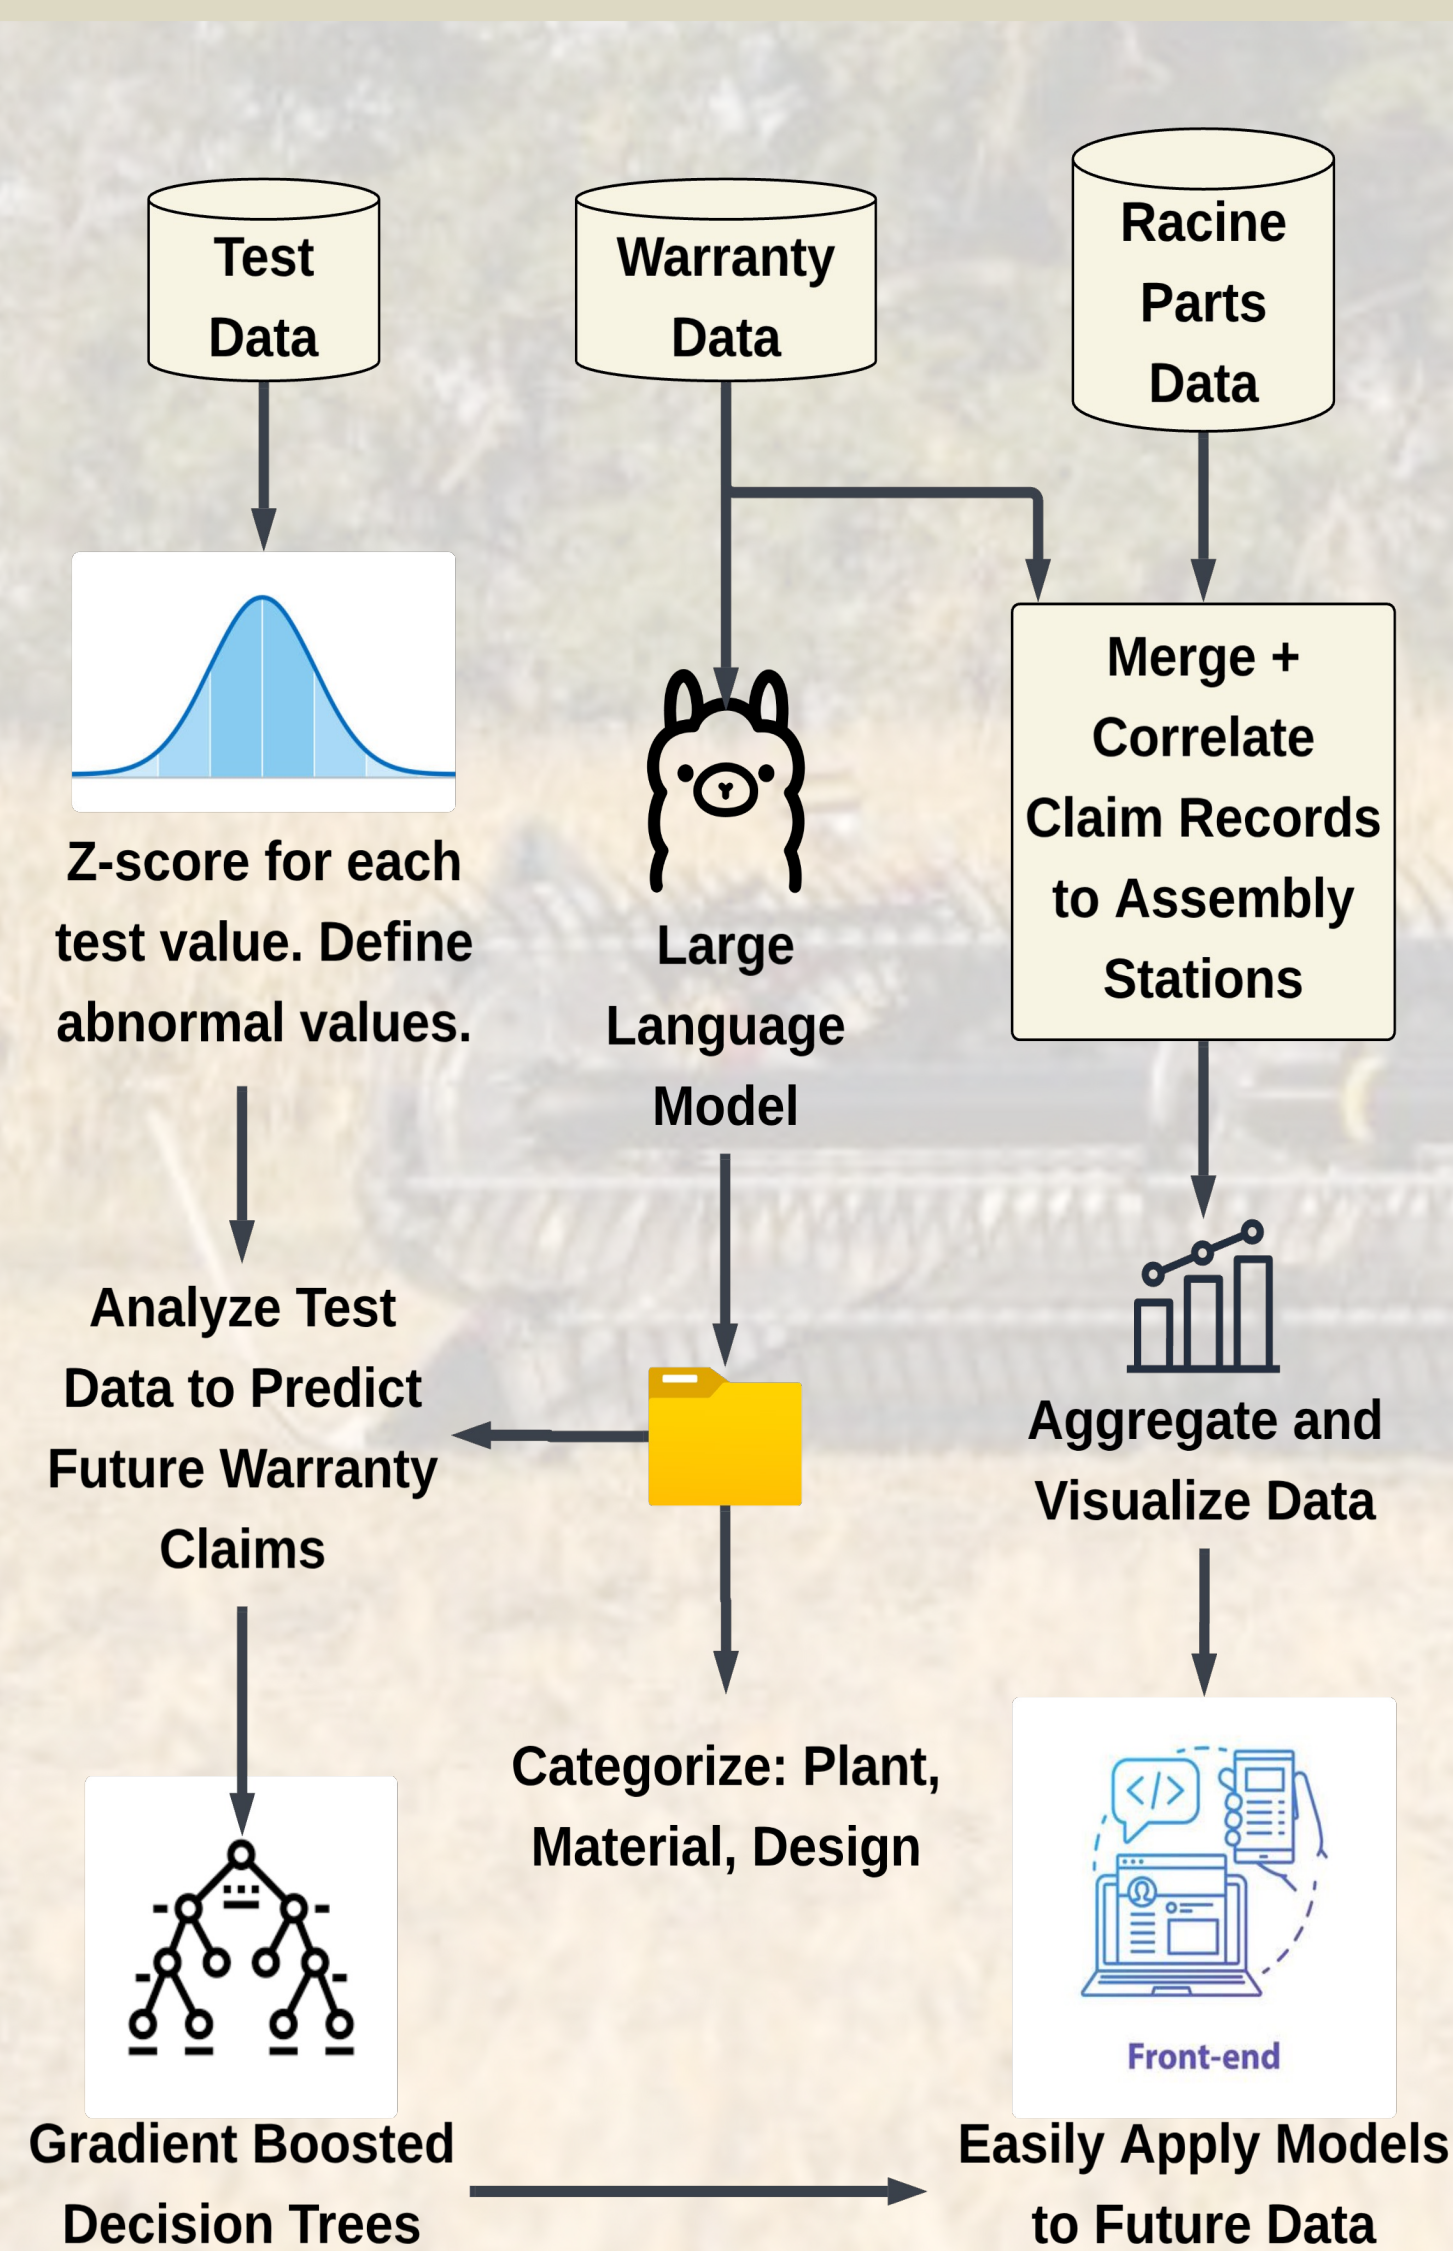 Test
Data
Warranty
Data
Racine
Parts
Data
Z-score for each
test value. Define
abnormal values.
Large
Language
Model
Merge +
Correlate
Claim Records
to Assembly
Stations
Analyze Test
Data to Predict
Future Warranty
Claims
Aggregate and
Visualize Data
Categorize: Plant,
Material, Design
</>
Front-end
Gradient Boosted
Decision Trees
Easily Apply Models
to Future Data